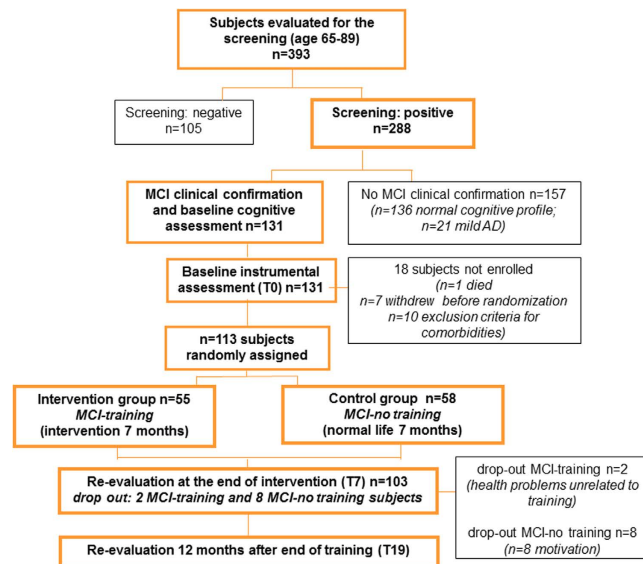 Subjects evaluated for the
screening (age 65-89)
n=393
Screening: negative
n=105
Screening: positive
n=288
MCI clinical confirmation
and baseline cognitive
assessment n=131
No MCI clinical confirmation n=157
(n=136 normal cognitive profile;
n=21 mild AD)
Baseline instrumental
assessment (T0) n=131
18 subjects not enrolled
(n=1 died
n=7 withdrew before randomization
n=10 exclusion criteria for
comorbidities)
n=113 subjects
randomly assigned
Intervention group n=55
MCI-training
(intervention 7 months)
Control group n=58
MCI-no training
(normal life 7 months)
Re-evaluation at the end of intervention (T7) n=103
drop out: 2 MCI-training and 8 MCI-no training subjects
drop-out MCI-training n=2
(health problems unrelated to
training)
drop-out MCI-no training n=8
(n=8 motivation)
Re-evaluation 12 months after end of training (T19)